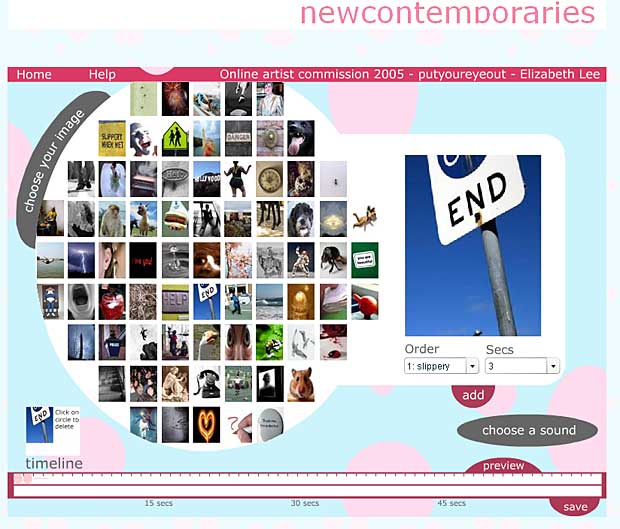 newcontemporaries
Home
Help
Online artist commission 2005 - putyoureyeout - Elizabeth Lee
choose your image
SLIPPERY
WHEN WET
DANGER
HOLLYWOOD
HELP
END
END
Order
Secs
1: slippery
3
add
choose a sound
END
Click on
circle to
delete
timeline
preview
15 secs
30 secs
45 secs
save